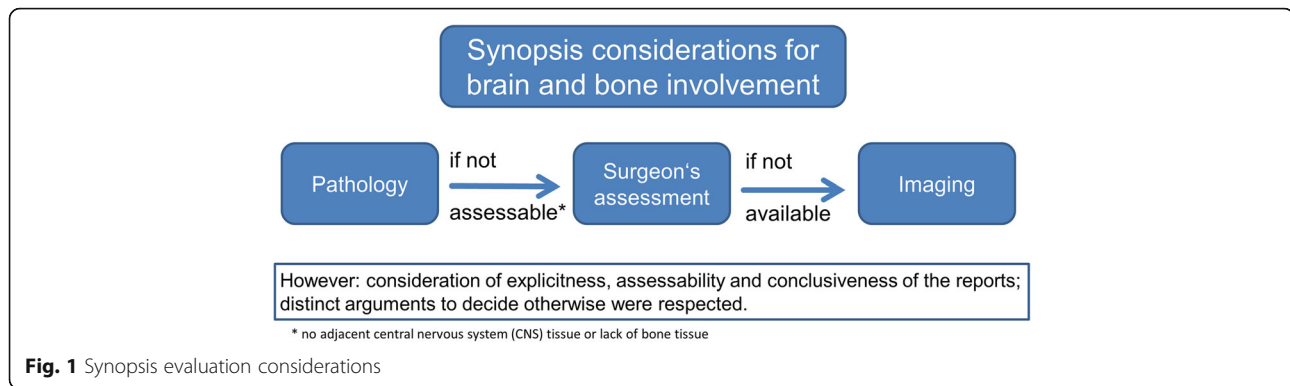 Synopsis considerations for
brain and bone involvement
Pathology
if not
assessable*
Surgeon‘s
assessment
if not
available
Imaging
However: consideration of explicitness, assessability and conclusiveness of the reports;
distinct arguments to decide otherwise were respected.
* no adjacent central nervous system (CNS) tissue or lack of bone tissue
Fig. 1 Synopsis evaluation considerations